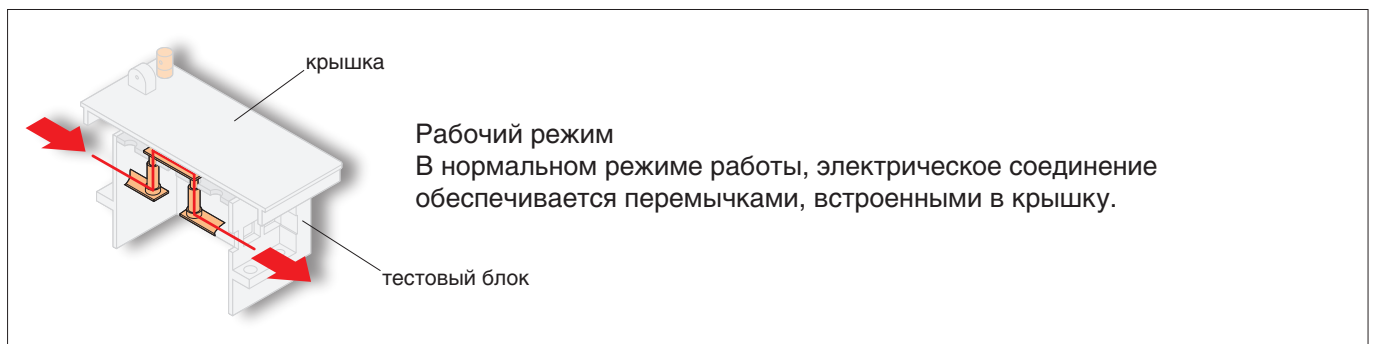 крышка
Рабочий режим
В нормальном режиме работы, электрическое соединение
обеспечивается перемычками, встроенными в крышку.
тестовый блок